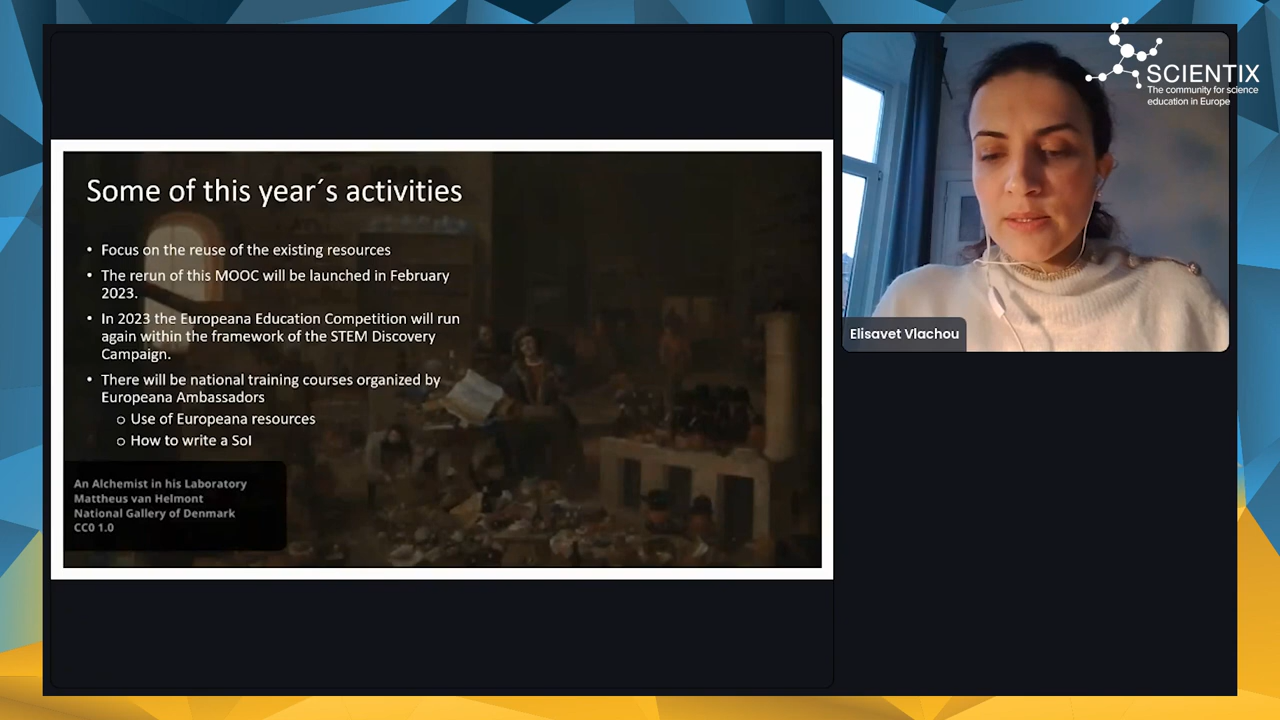 Some of this year´s activities
• Focus on the reuse of the existing resources
• The rerun of this MOOC will be launched in February
2023.
• In 2023 the Europeana Education Competition will run
again within the framework of the STEM Discovery
Campaign.
• There will be national training courses organized by
Europeana Ambassadors
o Use of Europeana resources
o How to write a SoI
An Alchemist in his Laboratory
Mattheus van Helmont
National Gallery of Denmark
CC0 1.0
SCIENTIX
The community for science
education in Europe
Elisavet Vlachou